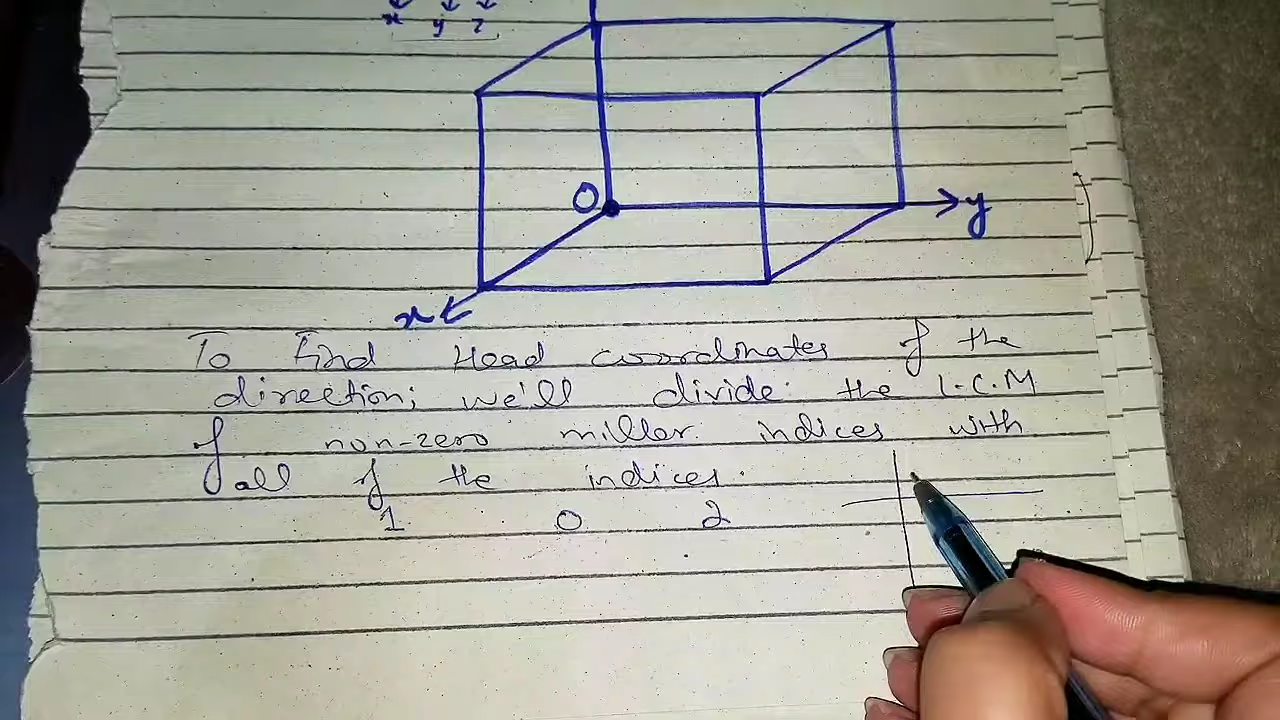 x y z
O
y
x
To Find Head coordinates of the
direction; we'll divide the L.C.M
of non-zero miller indices with
all of the indices.
1 0 2